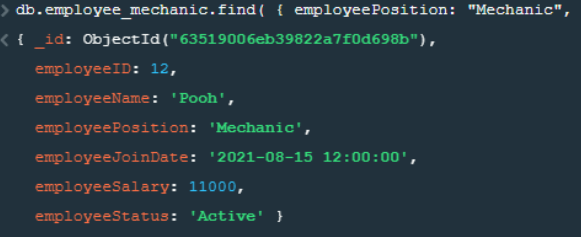 > db.employee_mechanic.find( { employeePosition: "Mechanic",
< { _id: ObjectId("63519006eb39822a7f0d698b"),
employeeID: 12,
employeeName: 'Pooh',
employeePosition: 'Mechanic',
employeeJoinDate: '2021-08-15 12:00:00',
employeeSalary: 11000,
employeeStatus: 'Active' }